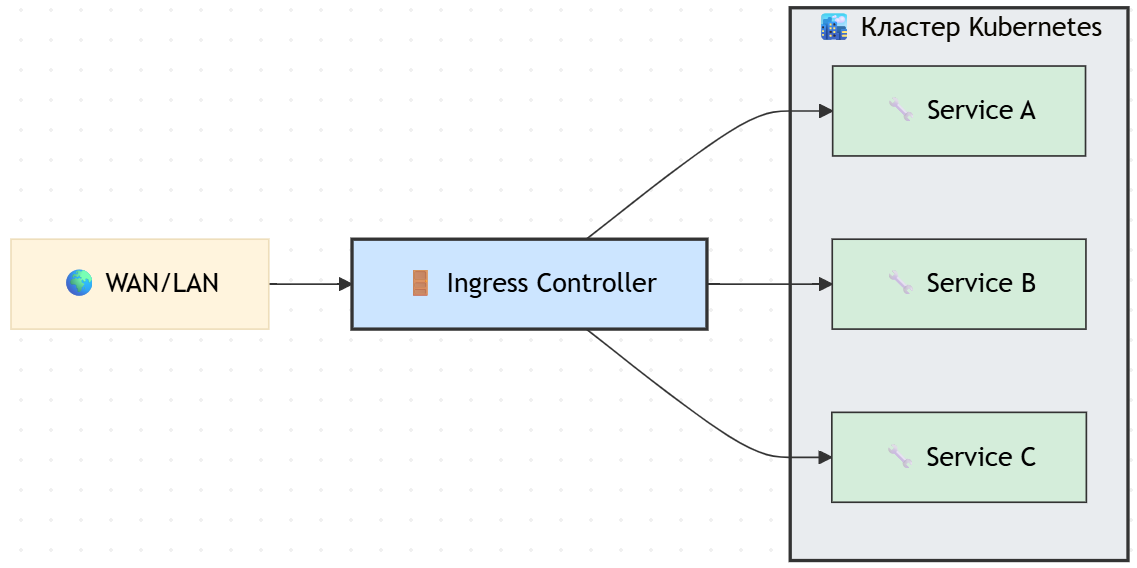 Кластер Kubernetes
Service A
WAN/LAN
Ingress Controller
Service B
Service C